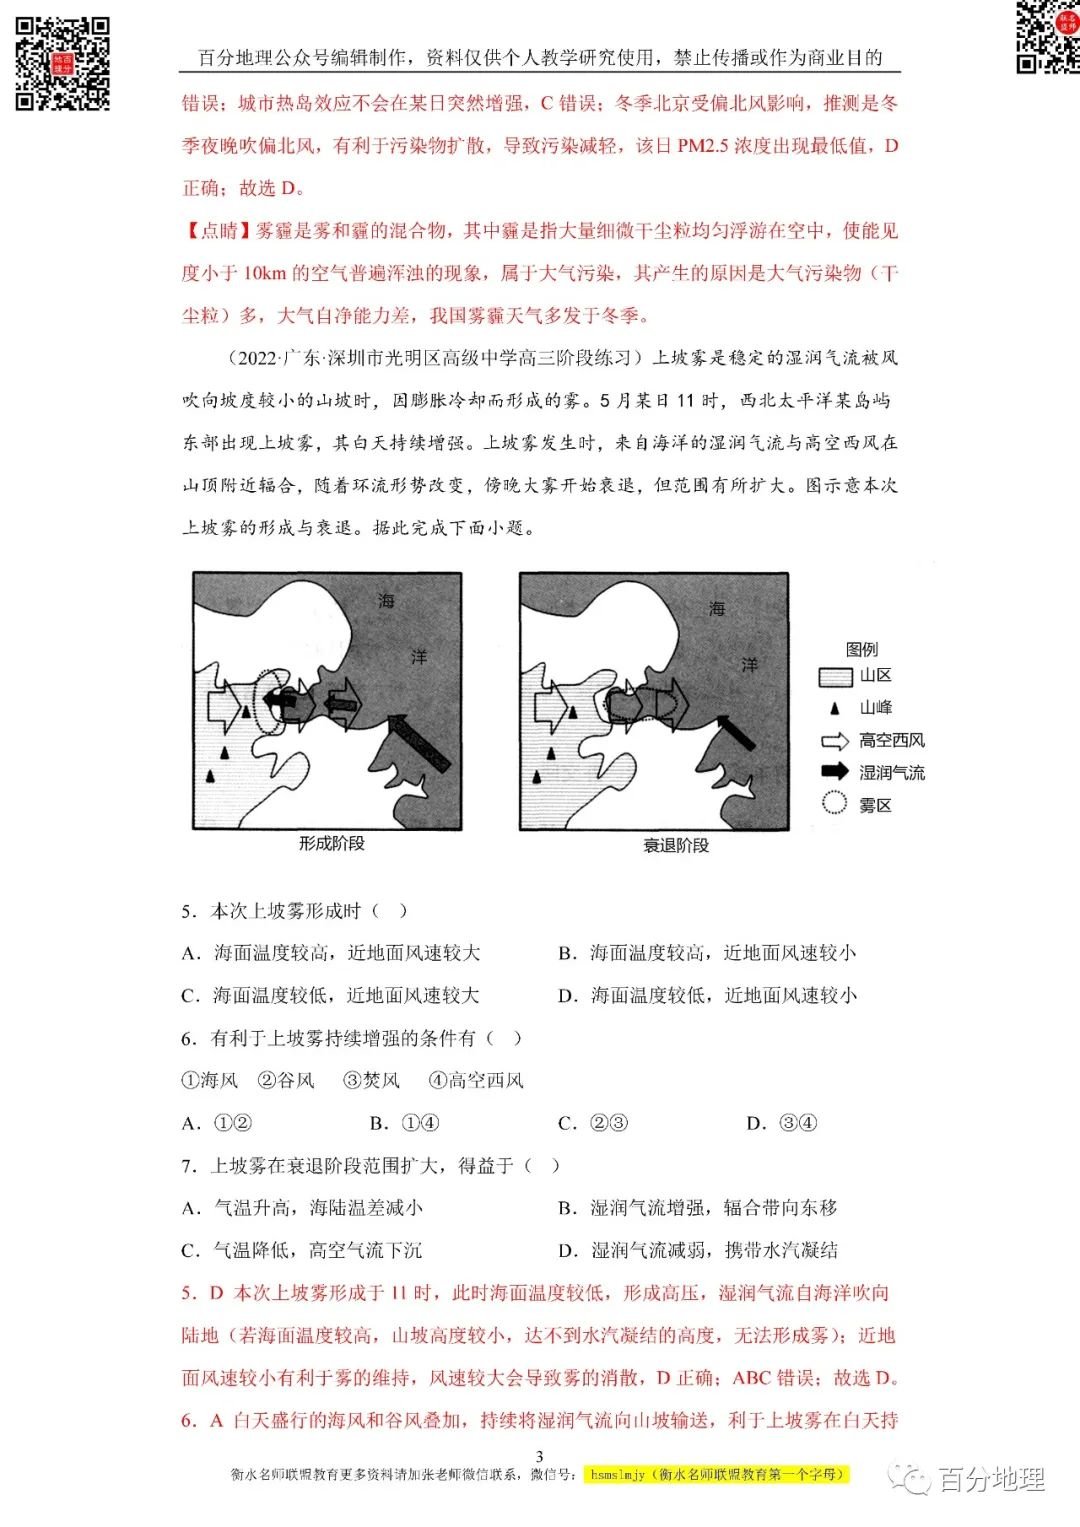 百分地理公众号编辑制作，资料仅供个人教学研究使用，禁止传播或作为商业目的
错误；城市热岛效应不会在某日突然增强，C 错误；冬季北京受偏北风影响，推测是冬
季夜晚吹偏北风，有利于污染物扩散，导致污染减轻，该日 PM2.5 浓度出现最低值，D
正确；故选 D。
【点睛】雾霾是雾和霾的混合物，其中霾是指大量细微干尘粒均匀浮游在空中，使能见
度小于 10km 的空气普遍浑浊的现象，属于大气污染，其产生的原因是大气污染物（干
尘粒）多，大气自净能力差，我国雾霾天气多发于冬季。
（2022·广东·深圳市光明区高级中学高三阶段练习）上坡雾是稳定的湿润气流被风
吹向坡度较小的山坡时，因膨胀冷却而形成的雾。5 月某日 11 时，西北太平洋某岛屿
东部出现上坡雾，其白天持续增强。上坡雾发生时，来自海洋的湿润气流与高空西风在
山顶附近辐合，随着环流形势改变，傍晚大雾开始衰退，但范围有所扩大。图示意本次
上坡雾的形成与衰退。据此完成下面小题。
海
洋
形成阶段
海
洋
衰退阶段
图例
山区
山峰
高空西风
湿润气流
雾区
5．本次上坡雾形成时（ ）
A．海面温度较高，近地面风速较大 B．海面温度较高，近地面风速较小
C．海面温度较低，近地面风速较大 D．海面温度较低，近地面风速较小
6．有利于上坡雾持续增强的条件有（ ）
①海风 ②谷风 ③焚风 ④高空西风
A．①② B．①④ C．②③ D．③④
7．上坡雾在衰退阶段范围扩大，得益于（ ）
A．气温升高，海陆温差减小 B．湿润气流增强，辐合带向东移
C．气温降低，高空气流下沉 D．湿润气流减弱，携带水汽凝结
5．D 本次上坡雾形成于 11 时，此时海面温度较低，形成高压，湿润气流自海洋吹向
陆地（若海面温度较高，山坡高度较小，达不到水汽凝结的高度，无法形成雾）；近地
面风速较小有利于雾的维持，风速较大会导致雾的消散，D 正确；ABC 错误；故选 D。
6．A 白天盛行的海风和谷风叠加，持续将湿润气流向山坡输送，利于上坡雾在白天持
3
衡水名师联盟教育更多资料请加张老师微信联系，微信号： hsmslmjy（衡水名师联盟教育第一个字母）
百分地理